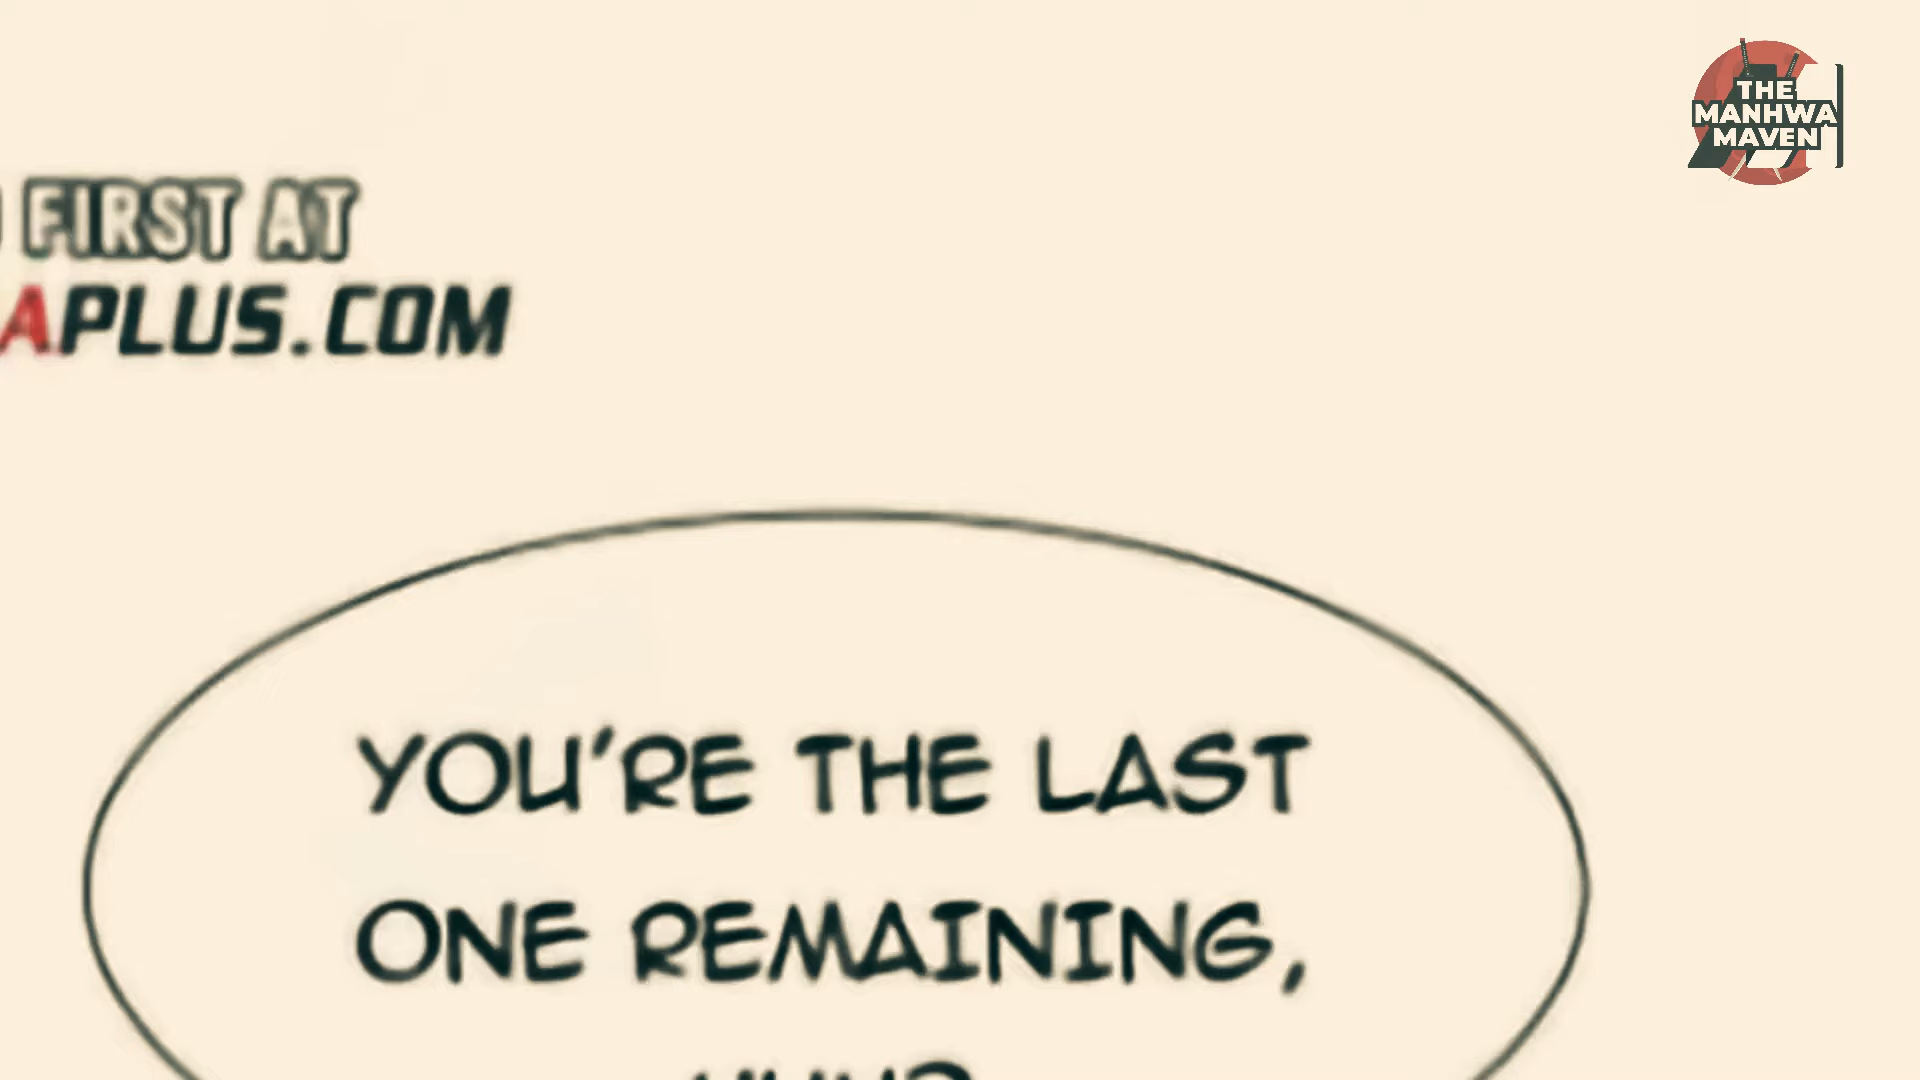 THE
MANHWA
MAVEN
FIRST AT
APLUS.COM
YOU'RE THE LAST
ONE REMAINING,